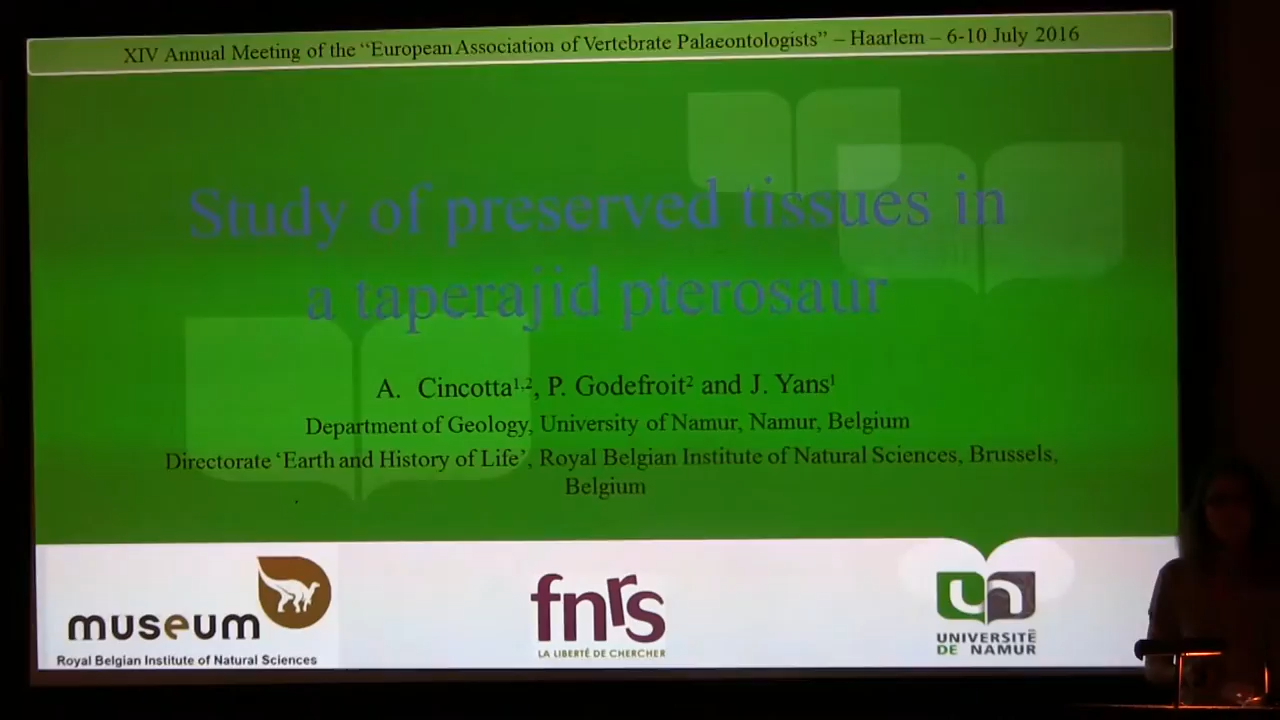 XIV Annual Meeting of the “European Association of Vertebrate Palaeontologists” – Haarlem – 6-10 July 2016
Study of preserved tissues in
a taperajid pterosaur
A. Cincotta1,2, P. Godefroit2 and J. Yans1
Department of Geology, University of Namur, Namur, Belgium
Directorate ‘Earth and History of Life’, Royal Belgian Institute of Natural Sciences, Brussels,
Belgium
museum
Royal Belgian Institute of Natural Sciences
fnrs
LA LIBERTÉ DE CHERCHER
un
UNIVERSITÉ
DE NAMUR